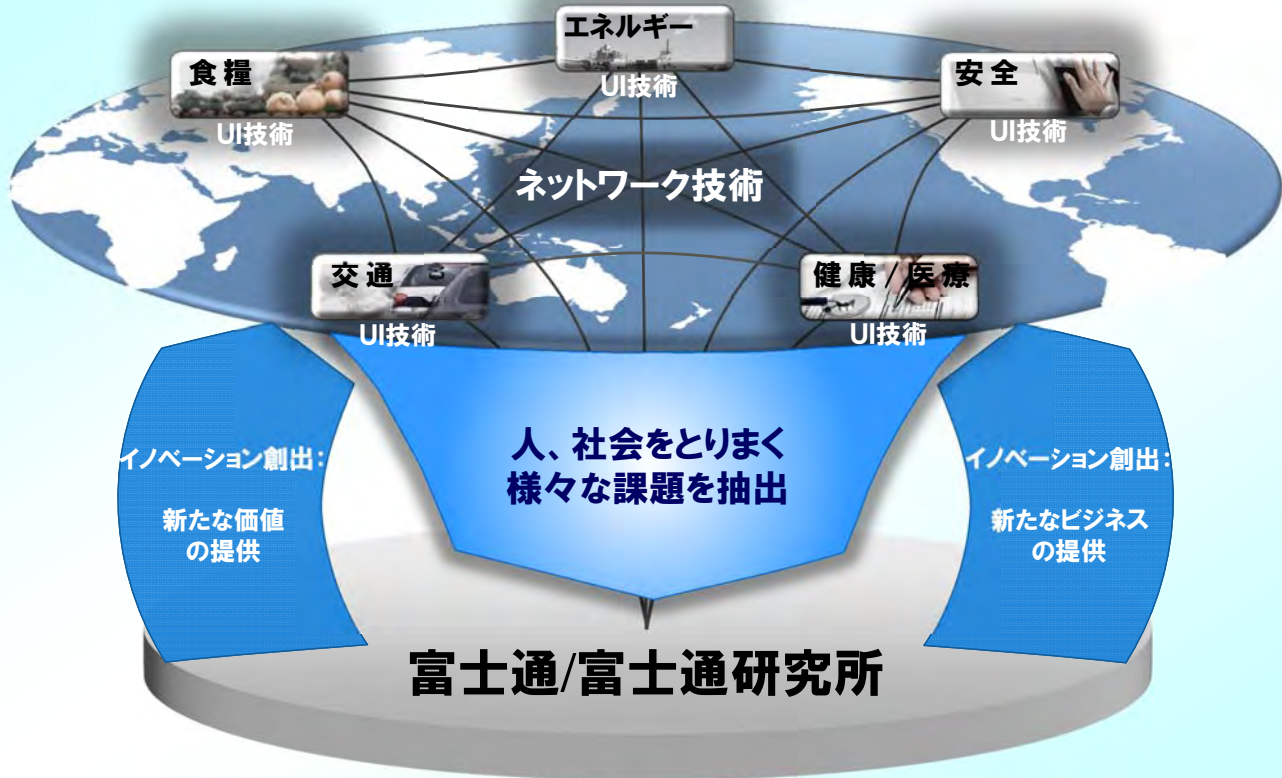 エネルギー
UI技術
食糧
UI技術
安全
UI技術
ネットワーク技術
交通
UI技術
健康/医療
UI技術
人、社会をとりまく
様々な課題を抽出
イノベーション創出:
新たな価値
の提供
イノベーション創出:
新たなビジネス
の提供
富士通/富士通研究所